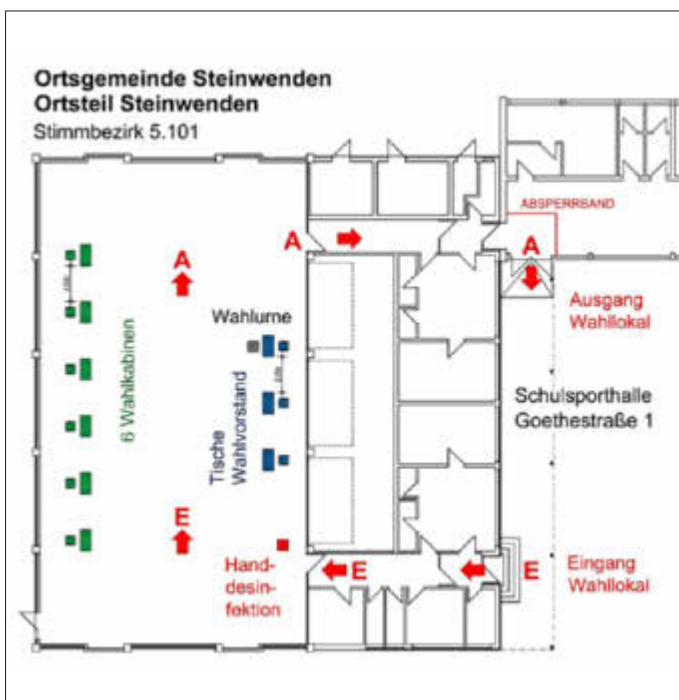 Ortsgemeinde Steinwenden
Ortsteil Steinwenden
Stimmbezirk 5.101
ABSPERRBAND
A
A
A
Ausgang
Wahllokal
Wahlurne
6 Wahlkabinen
Tische
Wahlvorstand
Schulsporthalle
Goethestraße 1
E
Hand-
desin-
fektion
E
E
Eingang
Wahllokal